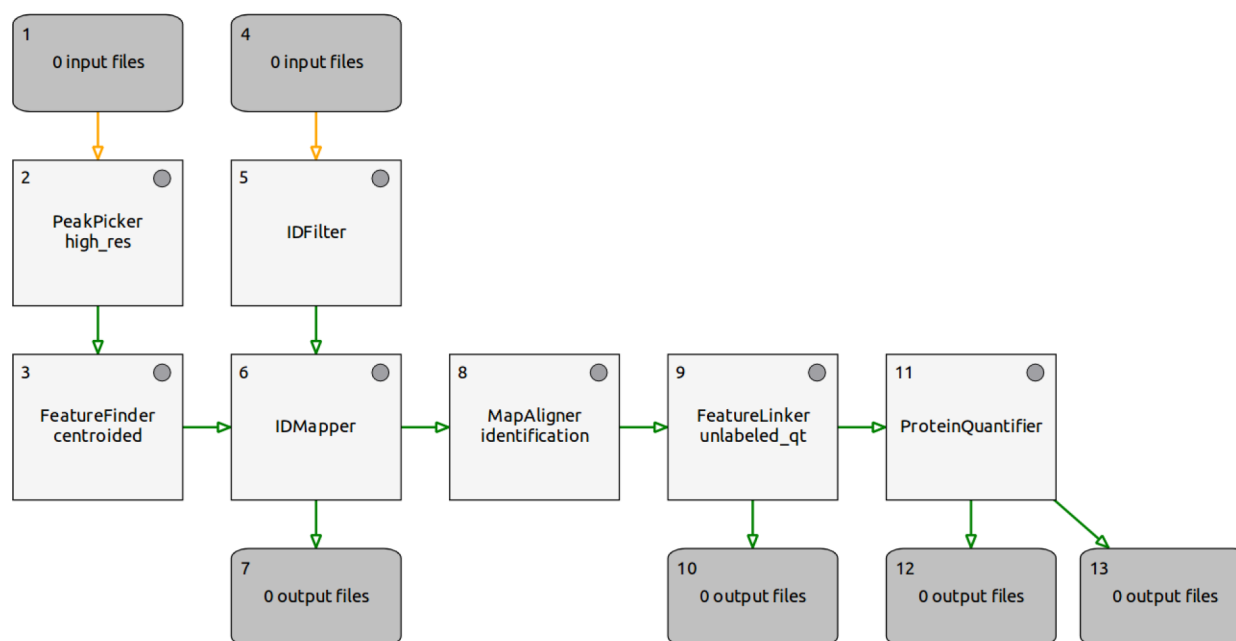 1
0 input files
4
0 input files
2
PeakPicker
high_res
5
IDFilter
3
FeatureFinder
centroided
6
IDMapper
8
MapAligner
identification
9
FeatureLinker
unlabeled_qt
11
ProteinQuantifier
7
0 output files
10
0 output files
12
0 output files
13
0 output files